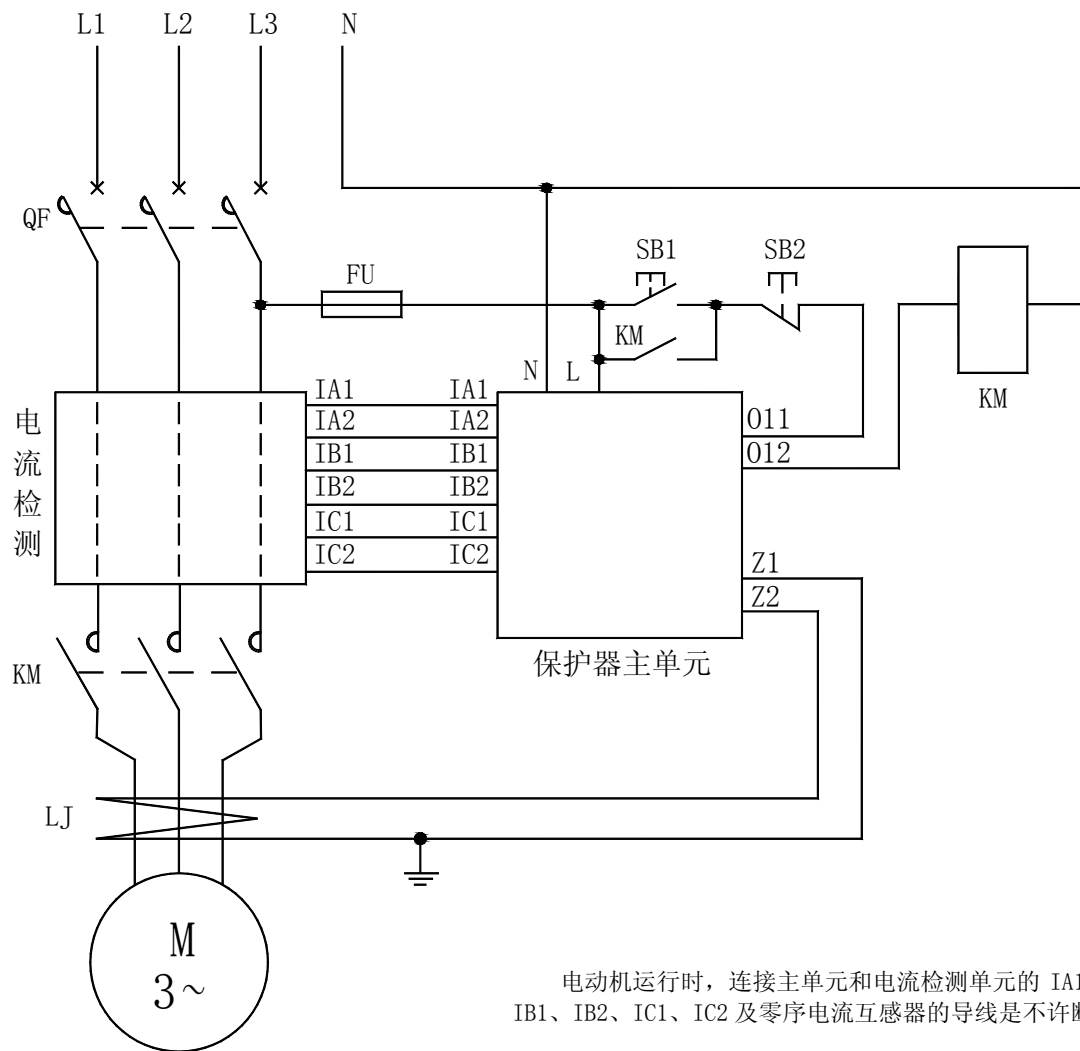 L1 L2 L3 N
QF
FU
SB1 SB2
KM
N L
KM
电流检测
IA1 IA1
IA2 IA2
IB1 IB1
IB2 IB2
IC1 IC1
IC2 IC2
O11
O12
Z1
Z2
保护器主单元
KM
LJ
M
3~
电动机运行时，连接主单元和电流检测单元的 IA1
IB1、IB2、IC1、IC2 及零序电流互感器的导线是不许